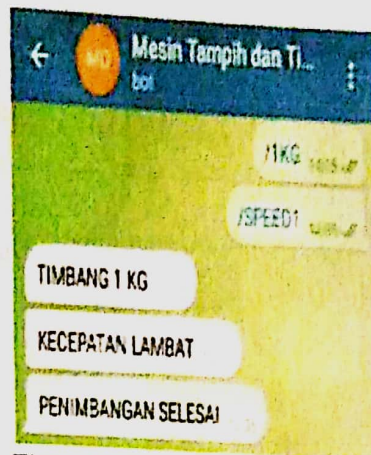 Mesin Tampih dan Ti...
bot
/1KG
/SPEED1
TIMBANG 1 KG
KECEPATAN LAMBAT
PENIMBANGAN SELESAI